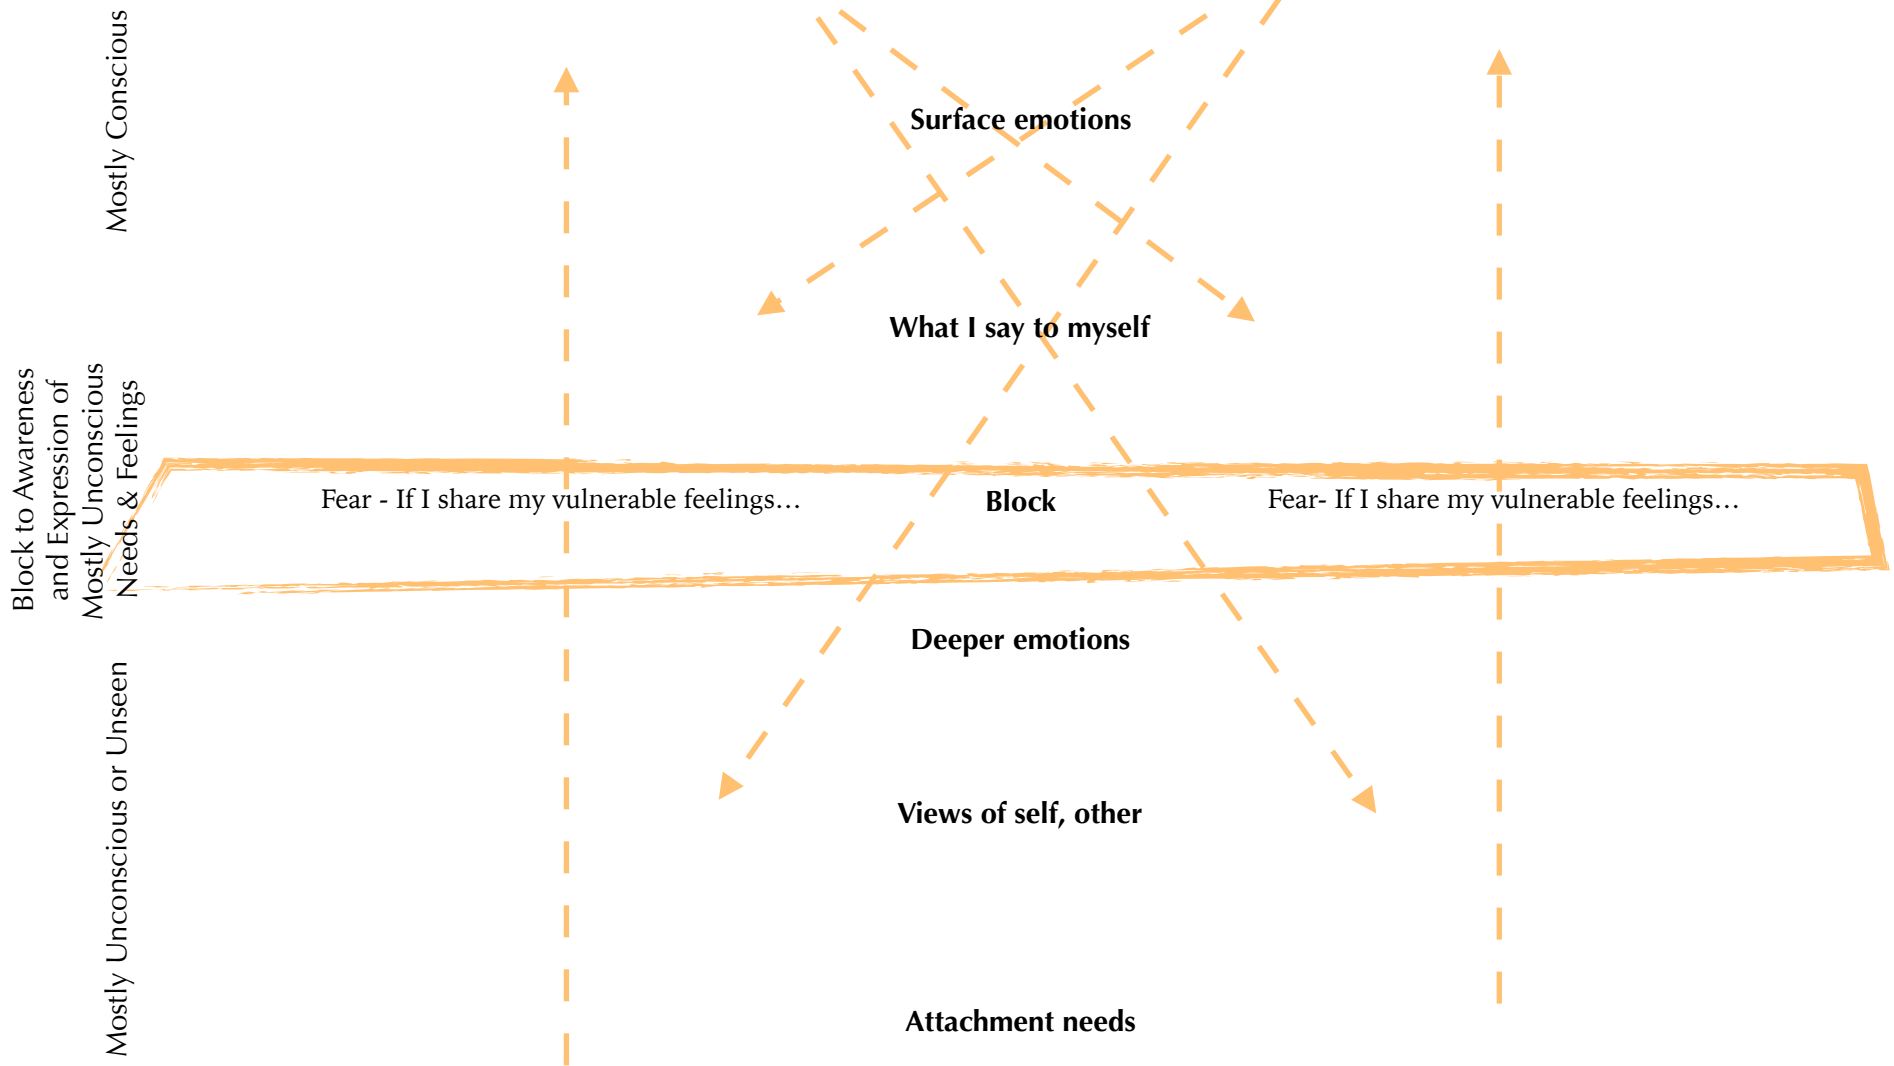 Mostly Conscious
Surface emotions
What I say to myself
Block to Awareness
and Expression of
Mostly Unconscious
Needs & Feelings
Fear - If I share my vulnerable feelings…
Block
Fear- If I share my vulnerable feelings…
Deeper emotions
Mostly Unconscious or Unseen
Views of self, other
Attachment needs